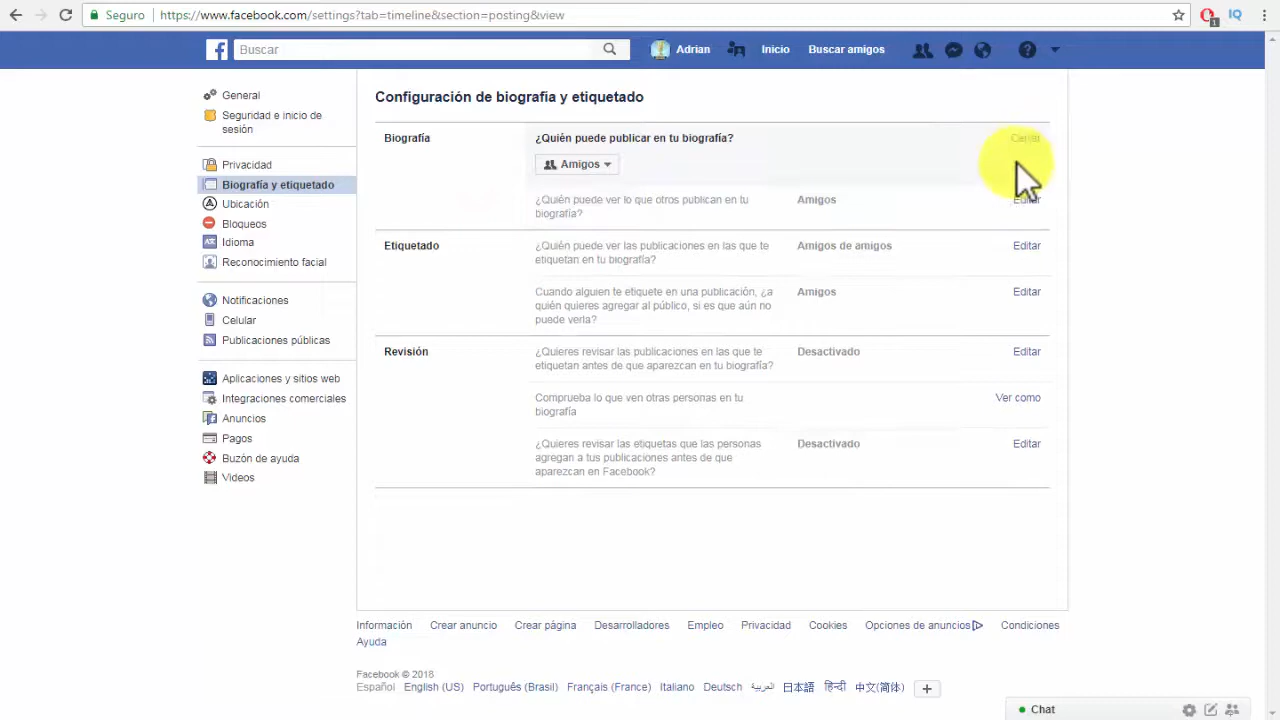 Seguro https://www.facebook.com/settings?tab=timeline&section=posting&view
IQ
1
f Buscar Adrian Inicio Buscar amigos
General
Seguridad e inicio de
sesión
Privacidad
Biografía y etiquetado
Ubicación
Bloqueos
Idioma
Reconocimiento facial
Notificaciones
Celular
Publicaciones públicas
Aplicaciones y sitios web
Integraciones comerciales
Anuncios
Pagos
Buzón de ayuda
Videos
Configuración de biografía y etiquetado
Biografía
¿Quién puede publicar en tu biografía?
Cerrar
Amigos
¿Quién puede ver lo que otros publican en tu
biografía?
Amigos
Editar
Etiquetado
¿Quién puede ver las publicaciones en las que te
etiquetan en tu biografía?
Amigos de amigos
Editar
Cuando alguien te etiquete en una publicación, ¿a
quién quieres agregar al público, si es que aún no
puede verla?
Amigos
Editar
Revisión
¿Quieres revisar las publicaciones en las que te
etiquetan antes de que aparezcan en tu biografía?
Desactivado
Editar
Comprueba lo que ven otras personas en tu
biografía
Ver como
¿Quieres revisar las etiquetas que las personas
agregan a tus publicaciones antes de que
aparezcan en Facebook?
Desactivado
Editar
Información Crear anuncio Crear página Desarrolladores Empleo Privacidad Cookies Opciones de anuncios Condiciones
Ayuda
Facebook © 2018
Español English (US) Português (Brasil) Français (France) Italiano Deutsch العربية 日本語 हिन्दी 中文(简体) +
Chat